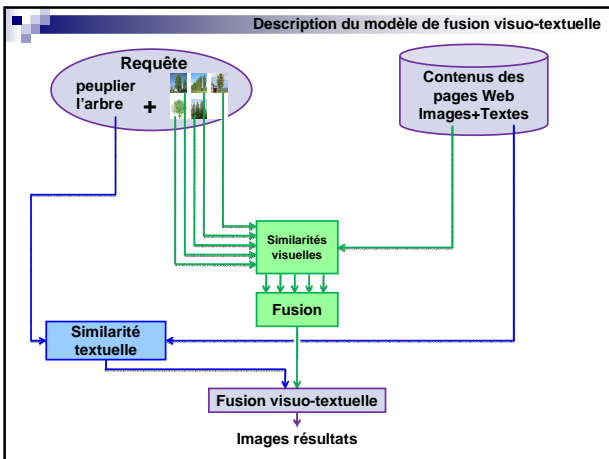 Description du modèle de fusion visuo-textuelle
Requête
peuplier
l'arbre
+
Contenus des
pages Web
Images+Textes
Similarités
visuelles
Fusion
Similarité
textuelle
Fusion visuo-textuelle
Images résultats